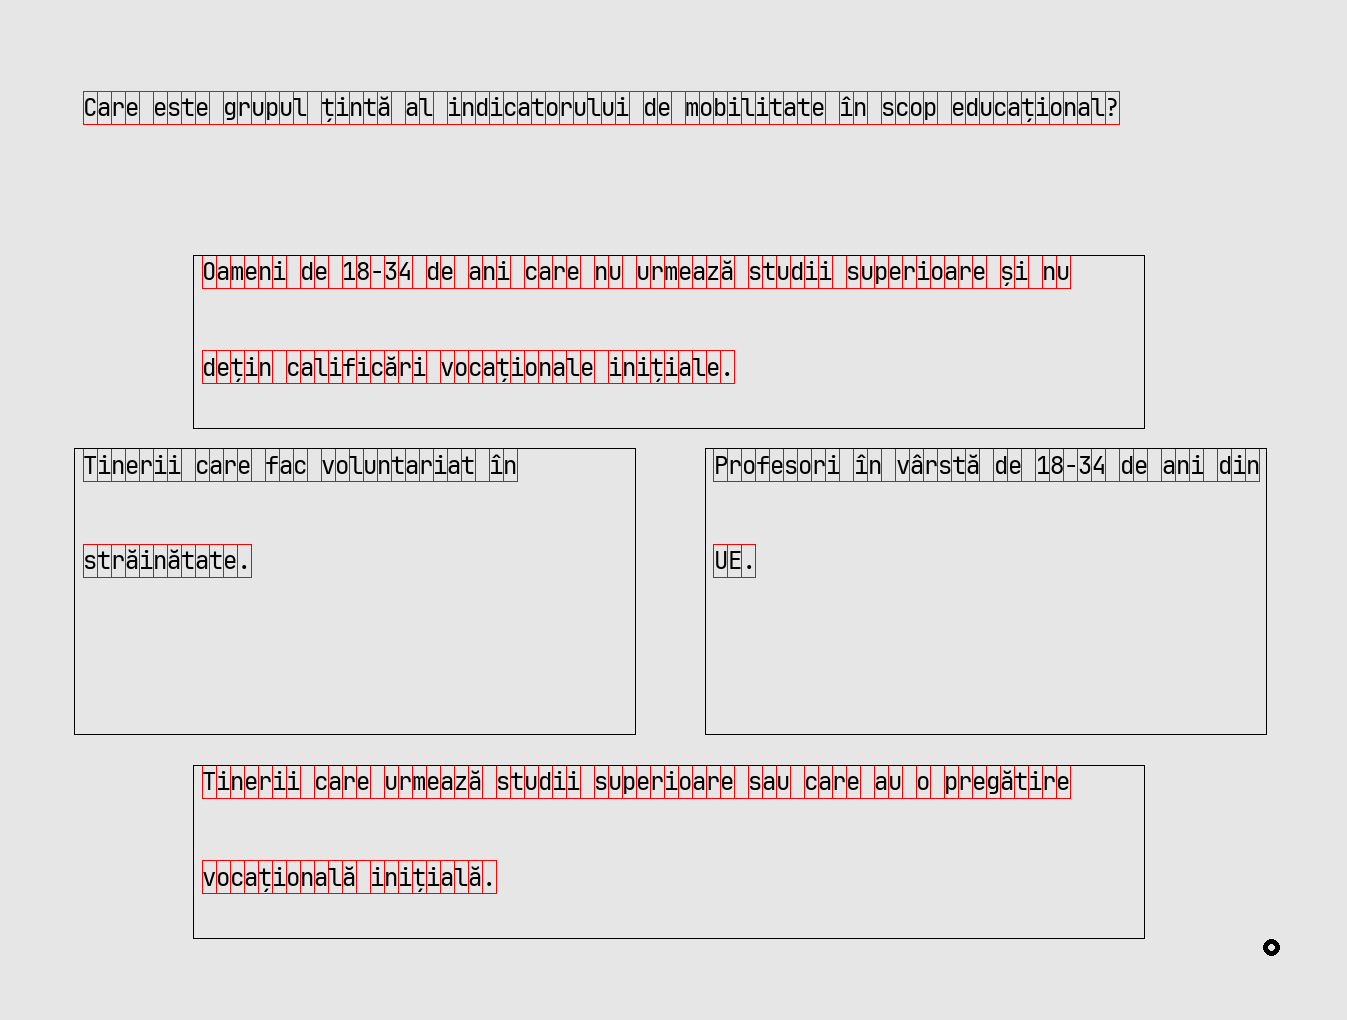 Care este grupul țintă al indicatorului de mobilitate în scop educațional?
Oameni de 18-34 de ani care nu urmează studii superioare și nu
dețin calificări vocaționale inițiale.
Tinerii care fac voluntariat în
străinătate.
Profesori în vârstă de 18-34 de ani din
UE.
Tinerii care urmează studii superioare sau care au o pregătire
vocațională inițială.